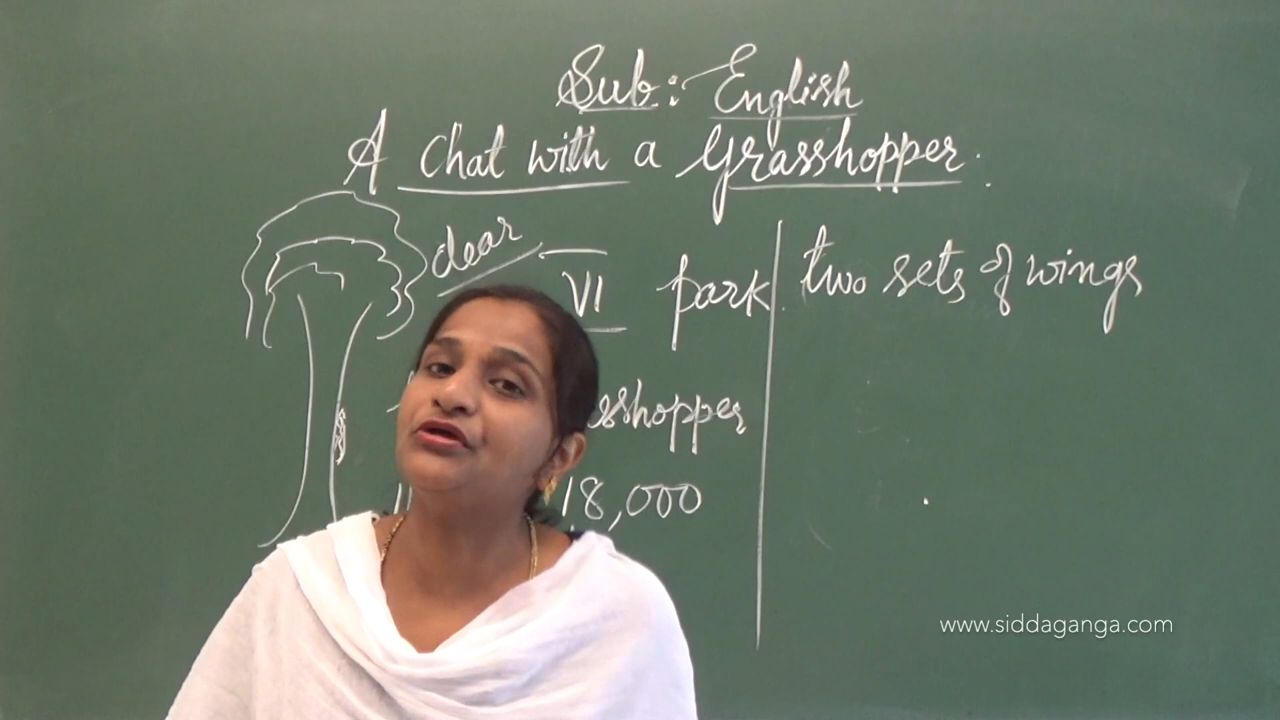 Sub: English
A Chat with a Grasshopper.
dear
VI park
two sets of wings
sshopper
18,000
www.siddaganga.com